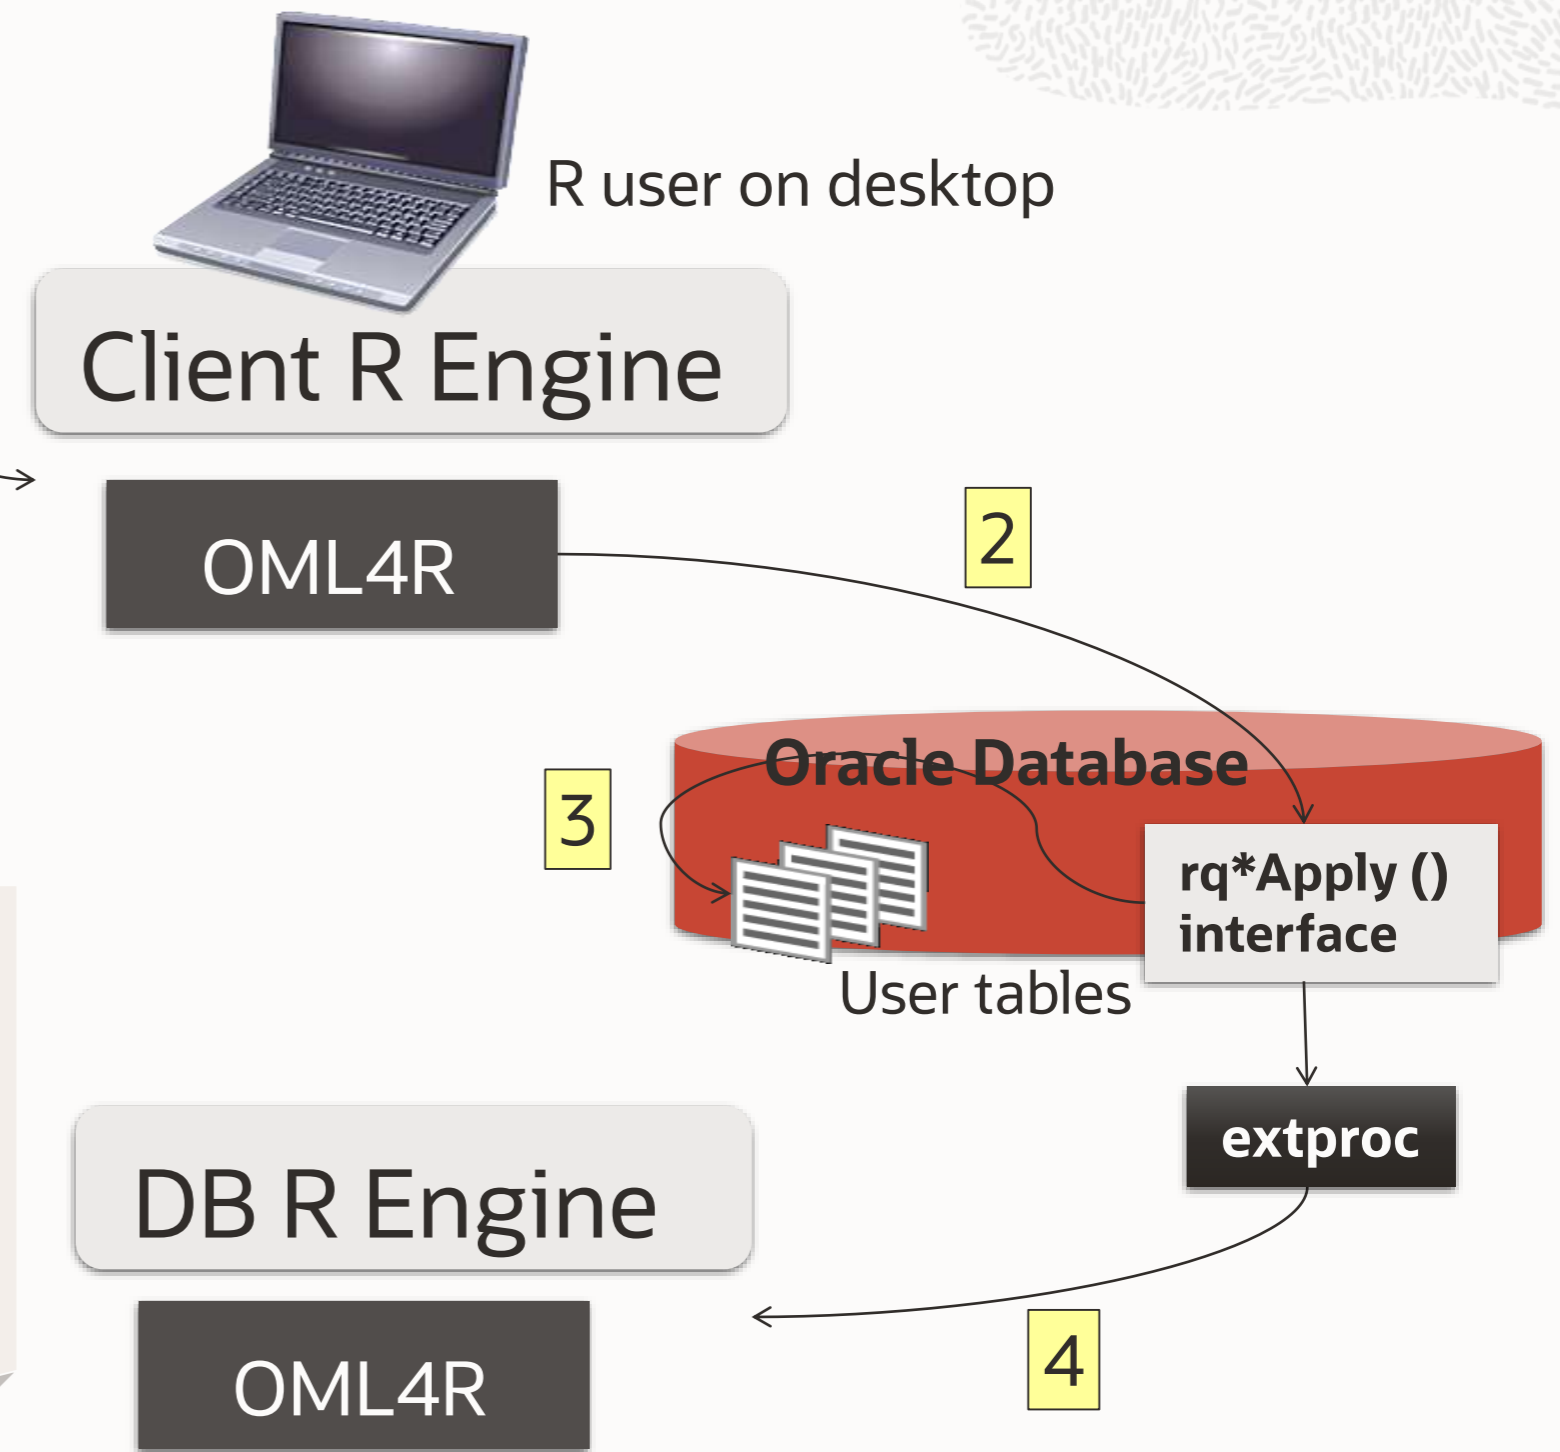 R user on desktop
Client R Engine
OML4R
2
Oracle Database
3
rq*Apply ()
interface
User tables
extproc
DB R Engine
4
OML4R